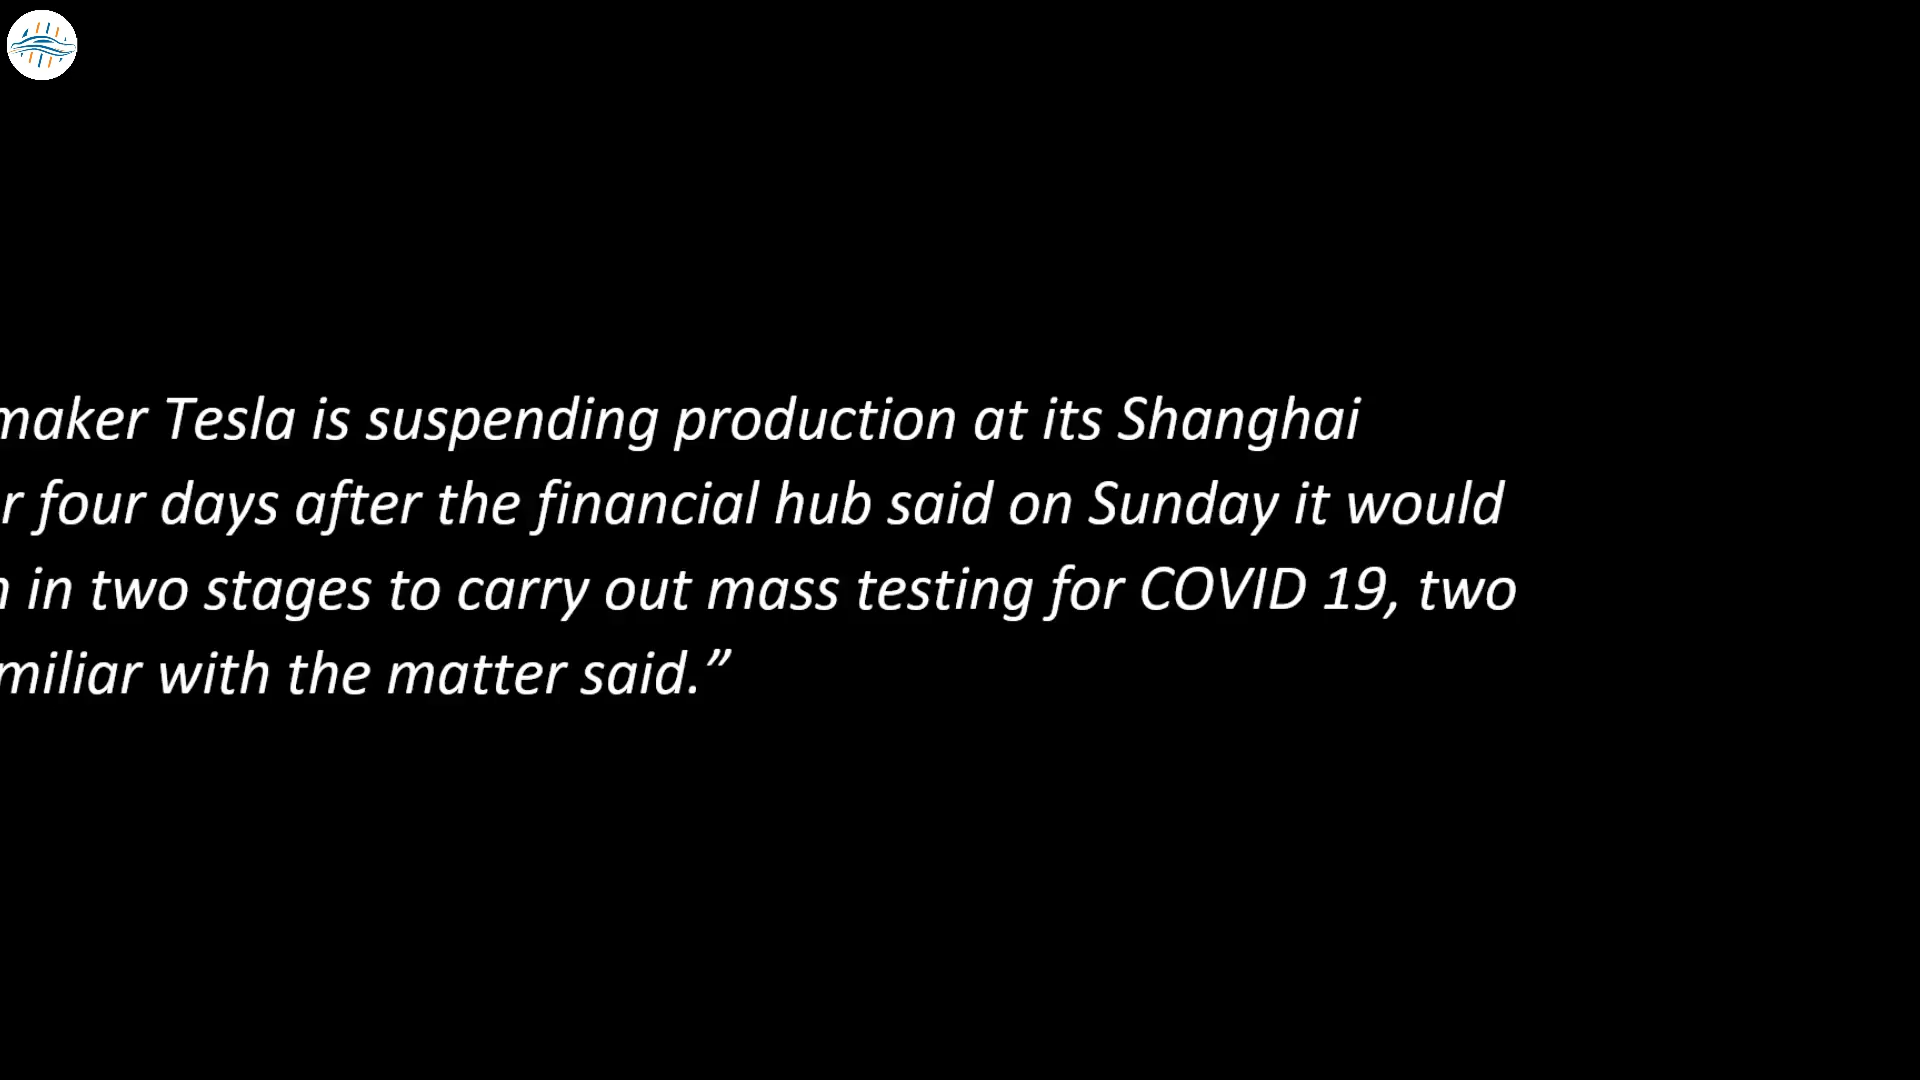 maker Tesla is suspending production at its Shanghai
r four days after the financial hub said on Sunday it would
in two stages to carry out mass testing for COVID 19, two
miliar with the matter said.”